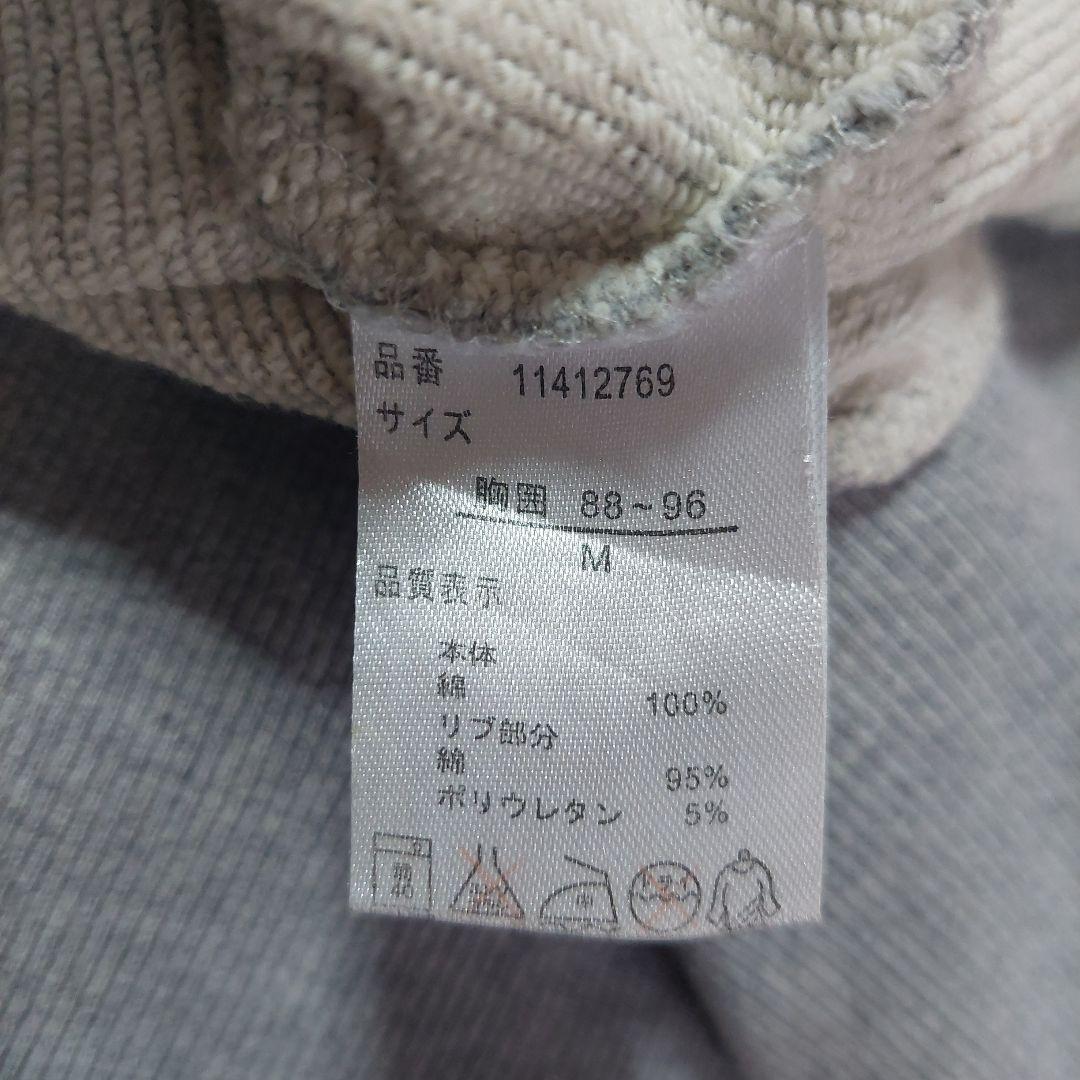 品番 11412769
サイズ
胸囲 88~96
M
品質表示
本体
綿 100%
リブ部分
綿 95%
ポリウレタン 5%
中